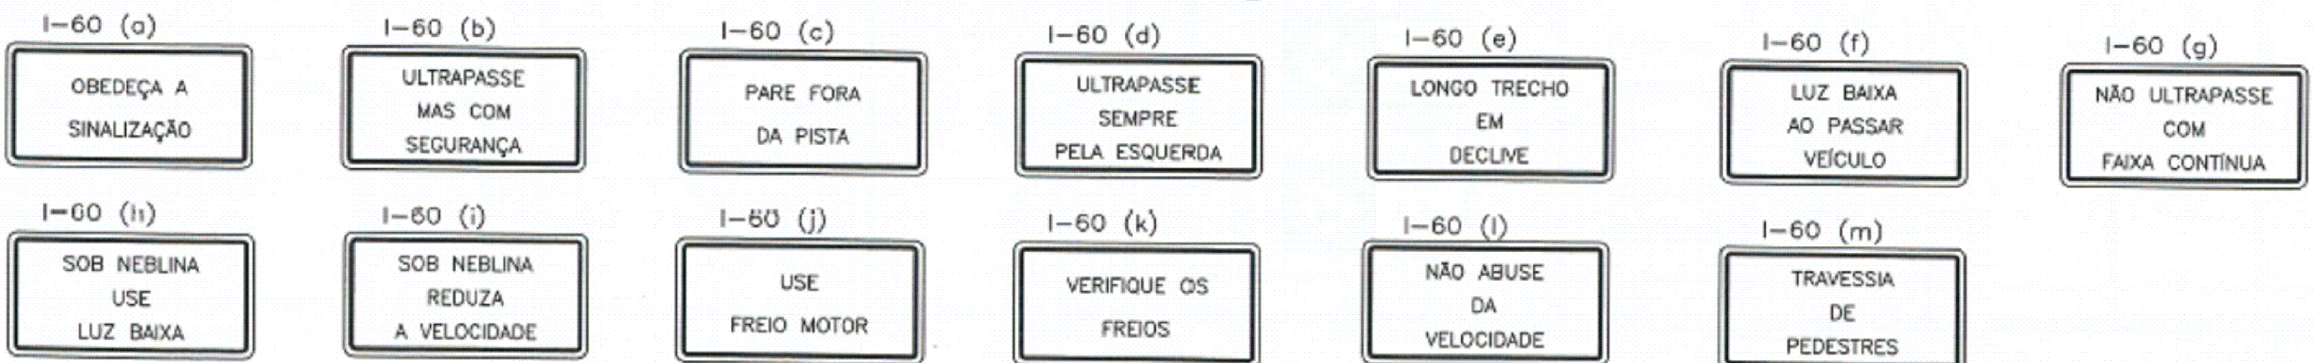 I-60 (a)
OBEDEÇA A
SINALIZAÇÃO
I-60 (b)
ULTRAPASSE
MAS COM
SEGURANÇA
I-60 (c)
PARE FORA
DA PISTA
I-60 (d)
ULTRAPASSE
SEMPRE
PELA ESQUERDA
I-60 (e)
LONGO TRECHO
EM
DECLIVE
I-60 (f)
LUZ BAIXA
AO PASSAR
VEÍCULO
I-60 (g)
NÃO ULTRAPASSE
COM
FAIXA CONTÍNUA
I-60 (h)
SOB NEBLINA
USE
LUZ BAIXA
I-60 (i)
SOB NEBLINA
REDUZA
A VELOCIDADE
I-60 (j)
USE
FREIO MOTOR
I-60 (k)
VERIFIQUE OS
FREIOS
I-60 (l)
NÃO ABUSE
DA
VELOCIDADE
I-60 (m)
TRAVESSIA
DE
PEDESTRES